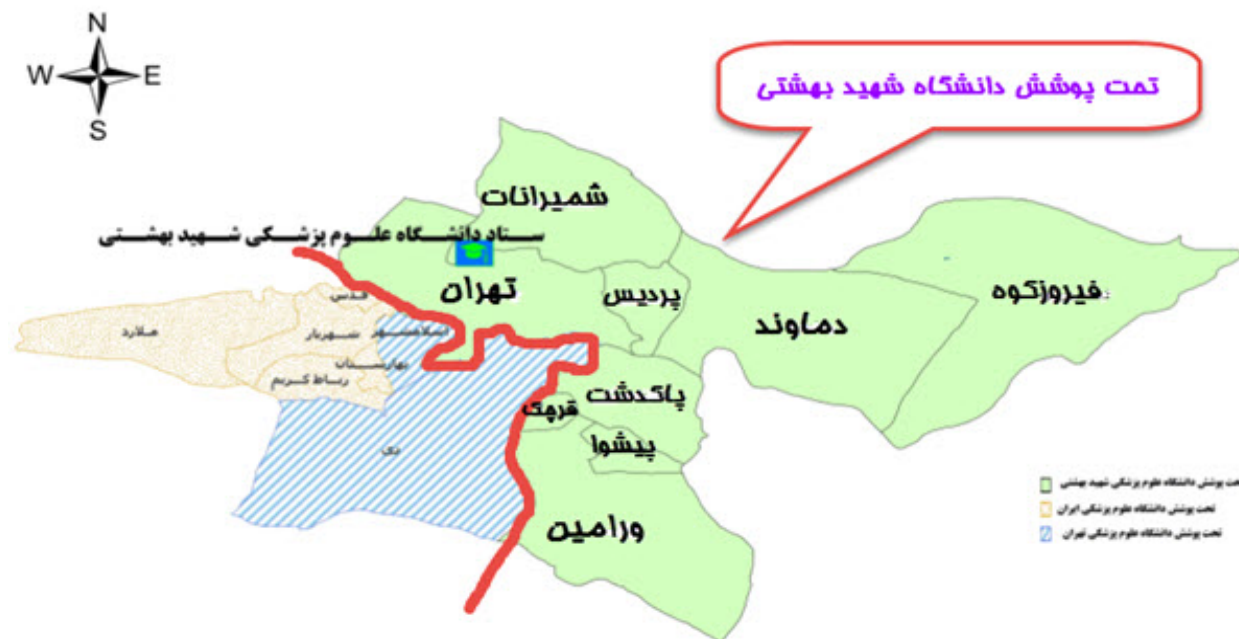 N
W E
S
تحت پوشش دانشگاه شهید بهشتی
شمیرانات
ستاد دانشگاه علوم پزشکی شهید بهشتی
تهران
پردیس
دماوند
فیروزکوه
قدس
ملارد
شهریار
اسلامشهر
بهارستان
رباط کریم
پاکدشت
قرچک
پیشوا
ری
ورامین
تحت پوشش دانشگاه علوم پزشکی شهید بهشتی
تحت پوشش دانشگاه علوم پزشکی ایران
تحت پوشش دانشگاه علوم پزشکی تهران